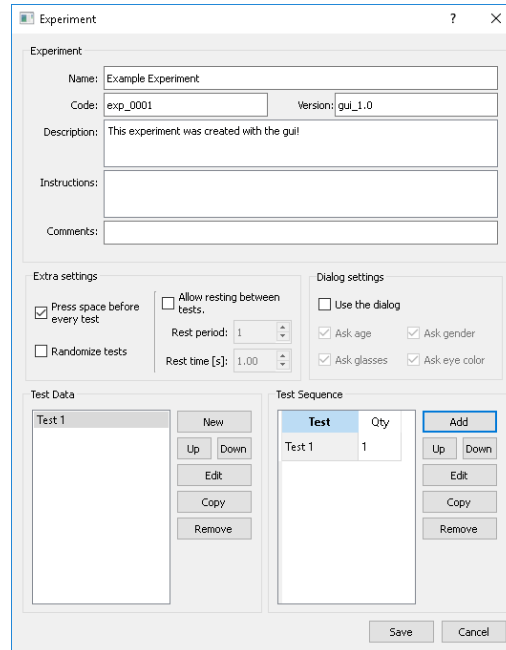 Experiment
? ×
Experiment
Name: Example Experiment
Code: exp_0001 Version: gui_1.0
Description: This experiment was created with the gui!
Instructions:
Comments:
Extra settings
Press space before
every test
Randomize tests
Allow resting between
tests.
Rest period: 1
Rest time [s]: 1.00
Dialog settings
Use the dialog
Ask age Ask gender
Ask glasses Ask eye color
Test Data
Test 1
New
Up Down
Edit
Copy
Remove
Test Sequence
Test Qty
Test 1 1
Add
Up Down
Edit
Copy
Remove
Save Cancel